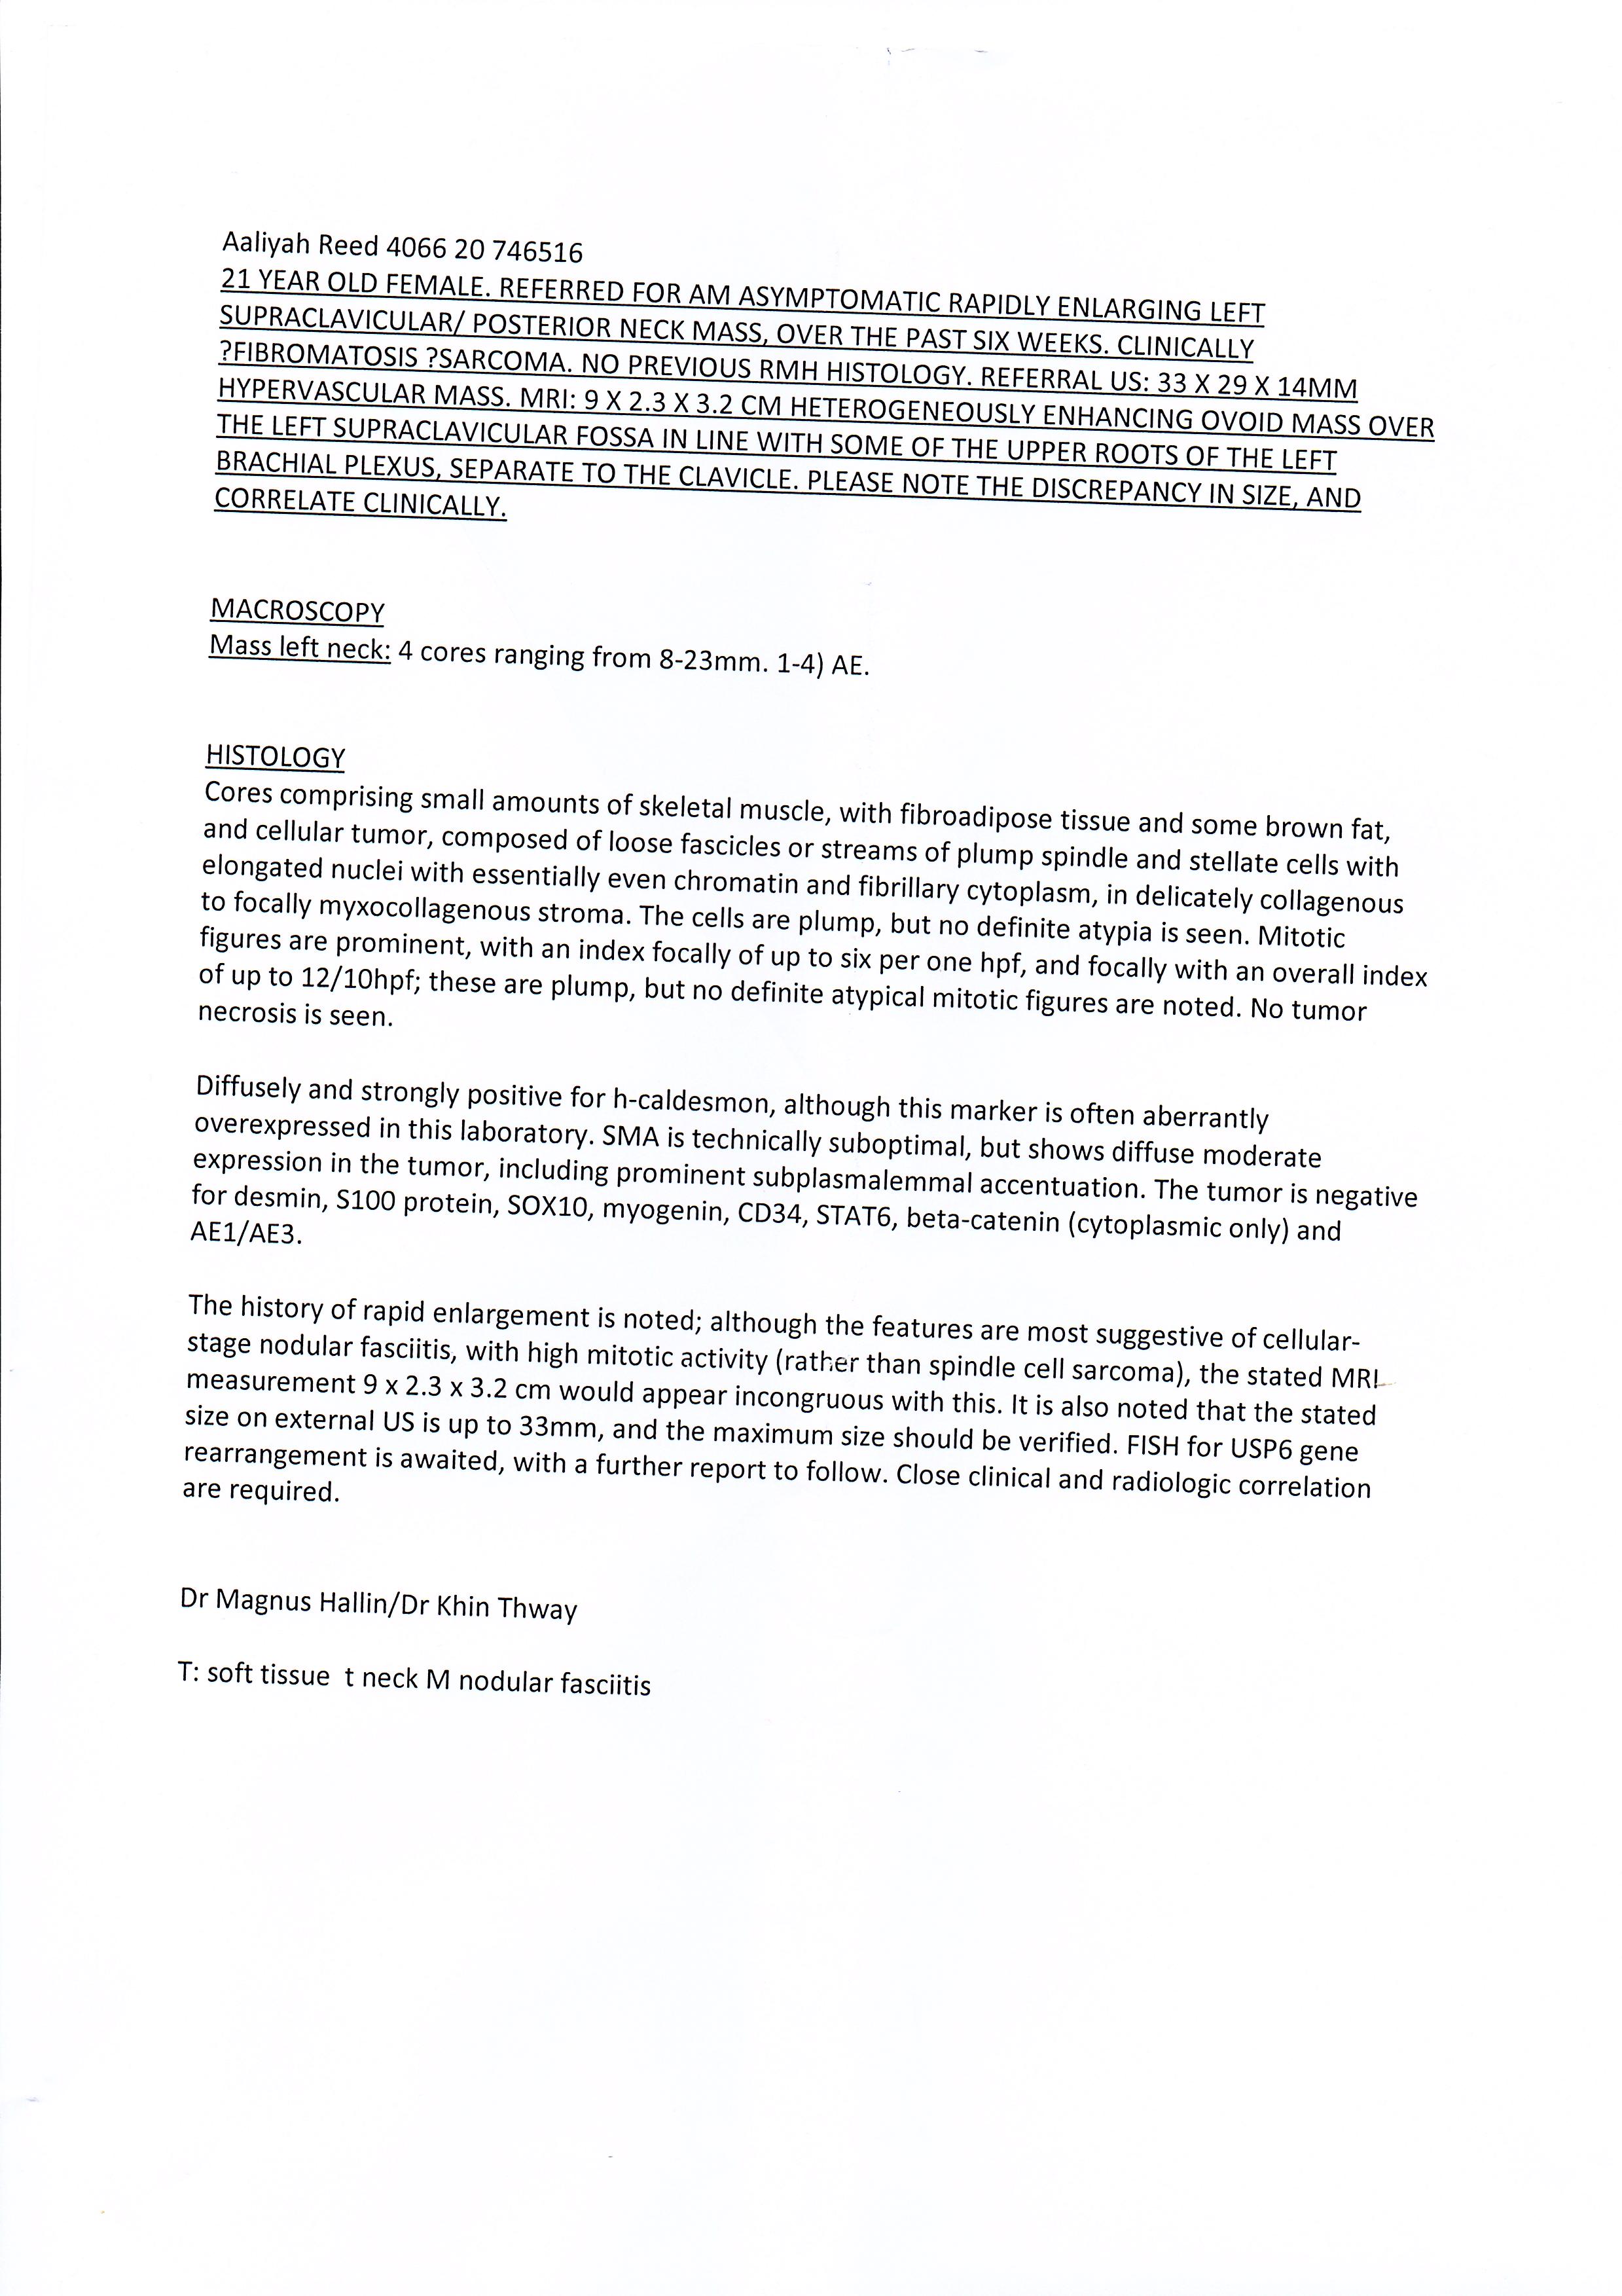 Aaliyah Reed 4066 20 746516
21 YEAR OLD FEMALE. REFERRED FOR AM ASYMPTOMATIC RAPIDLY ENLARGING LEFT
SUPRACLAVICULAR/ POSTERIOR NECK MASS, OVER THE PAST SIX WEEKS. CLINICALLY
?FIBROMATOSIS ?SARCOMA. NO PREVIOUS RMH HISTOLOGY. REFERRAL US: 33 X 29 X 14MM
HYPERVASCULAR MASS. MRI: 9 X 2.3 X 3.2 CM HETEROGENEOUSLY ENHANCING OVOID MASS OVER
THE LEFT SUPRACLAVICULAR FOSSA IN LINE WITH SOME OF THE UPPER ROOTS OF THE LEFT
BRACHIAL PLEXUS, SEPARATE TO THE CLAVICLE. PLEASE NOTE THE DISCREPANCY IN SIZE, AND
CORRELATE CLINICALLY.
MACROSCOPY
Mass left neck: 4 cores ranging from 8-23mm. 1-4) AE.
HISTOLOGY
Cores comprising small amounts of skeletal muscle, with fibroadipose tissue and some brown fat,
and cellular tumor, composed of loose fascicles or streams of plump spindle and stellate cells with
elongated nuclei with essentially even chromatin and fibrillary cytoplasm, in delicately collagenous
to focally myxocollagenous stroma. The cells are plump, but no definite atypia is seen. Mitotic
figures are prominent, with an index focally of up to six per one hpf, and focally with an overall index
of up to 12/10hpf; these are plump, but no definite atypical mitotic figures are noted. No tumor
necrosis is seen.
Diffusely and strongly positive for h-caldesmon, although this marker is often aberrantly
overexpressed in this laboratory. SMA is technically suboptimal, but shows diffuse moderate
expression in the tumor, including prominent subplasmalemmal accentuation. The tumor is negative
for desmin, S100 protein, SOX10, myogenin, CD34, STAT6, beta-catenin (cytoplasmic only) and
AE1/AE3.
The history of rapid enlargement is noted; although the features are most suggestive of cellular-
stage nodular fasciitis, with high mitotic activity (rather than spindle cell sarcoma), the stated MRI
measurement 9 x 2.3 x 3.2 cm would appear incongruous with this. It is also noted that the stated
size on external US is up to 33mm, and the maximum size should be verified. FISH for USP6 gene
rearrangement is awaited, with a further report to follow. Close clinical and radiologic correlation
are required.
Dr Magnus Hallin/Dr Khin Thway
T: soft tissue t neck M nodular fasciitis